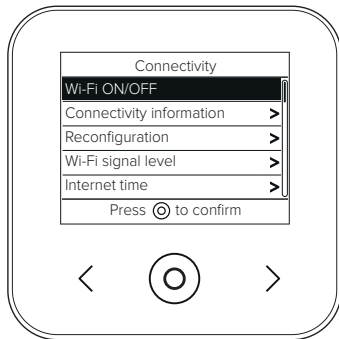 Connectivity
Wi-Fi ON/OFF
Connectivity information >
Reconfiguration >
Wi-Fi signal level >
Internet time >
Press ⊚ to confirm